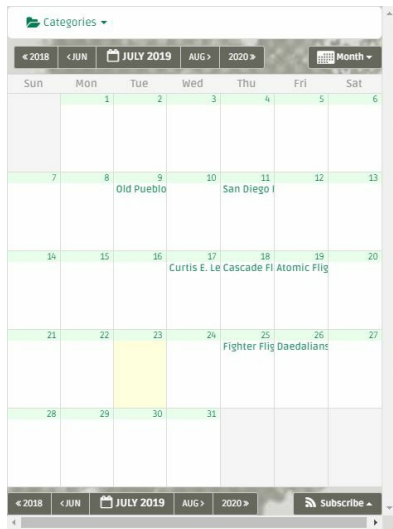 Categories
« 2018 < JUN JULY 2019 AUG > 2020 » Month
Sun Mon Tue Wed Thu Fri Sat
1 2 3 4 5 6
7 8 9 10 11 12 13
Old Pueblo San Diego
14 15 16 17 18 19 20
Curtis E. Le Cascade Fl Atomic Flig
21 22 23 24 25 26 27
Fighter Flig Daedalians
28 29 30 31
« 2018 < JUN JULY 2019 AUG > 2020 » Subscribe